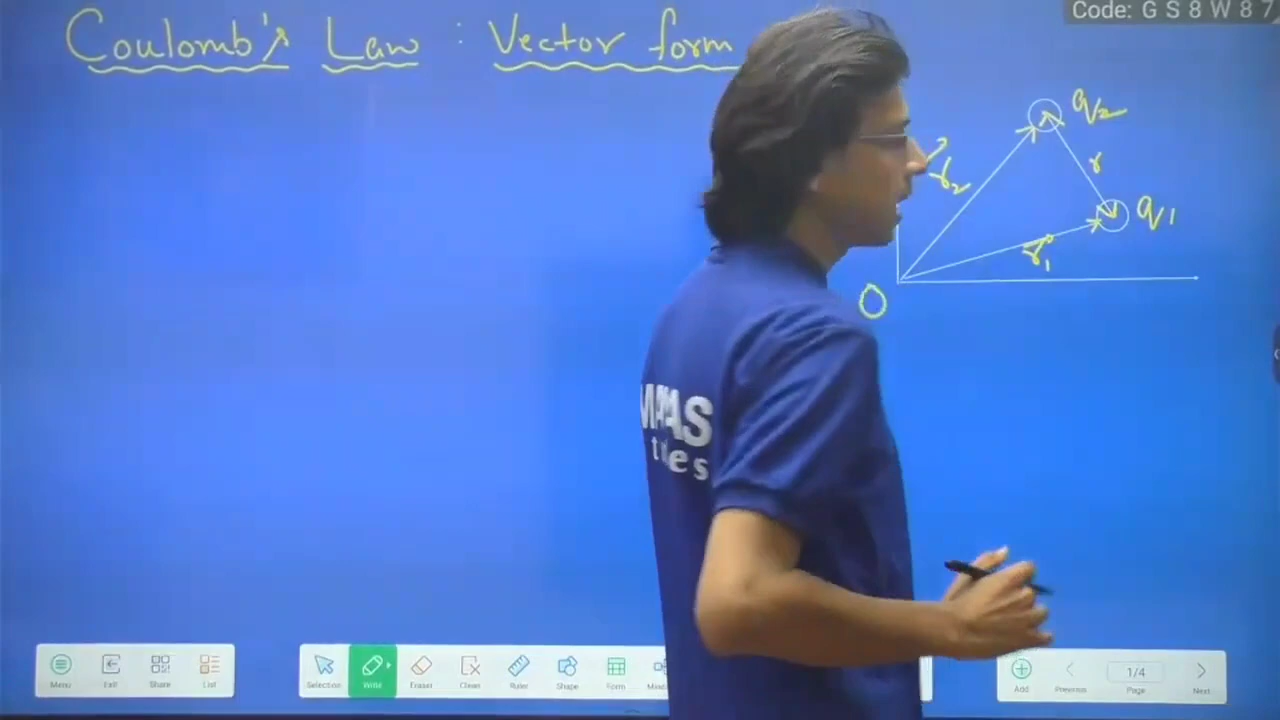 Code: G S 8 W 8 7
Coulomb's Law : Vector form
q2
r2
r
q1
r1
O
Menu Exit Share List Selection Write Eraser Clean Ruler Shape Form Add Previous 1/4 Page Next